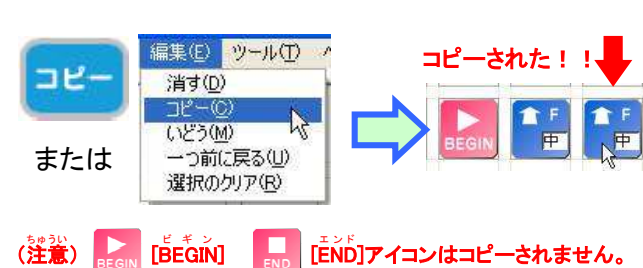 コピー
または
編集(E) ツール(T) ヘ
消す(D)
コピー(C)
いどう(M)
一つ前に戻る(U)
選択のクリア(R)
コピーされた！！
BEGIN
F
中
F
中
ちゅうい ビギン エンド
（注意） BEGIN [BEGIN] END [END]アイコンはコピーされません。